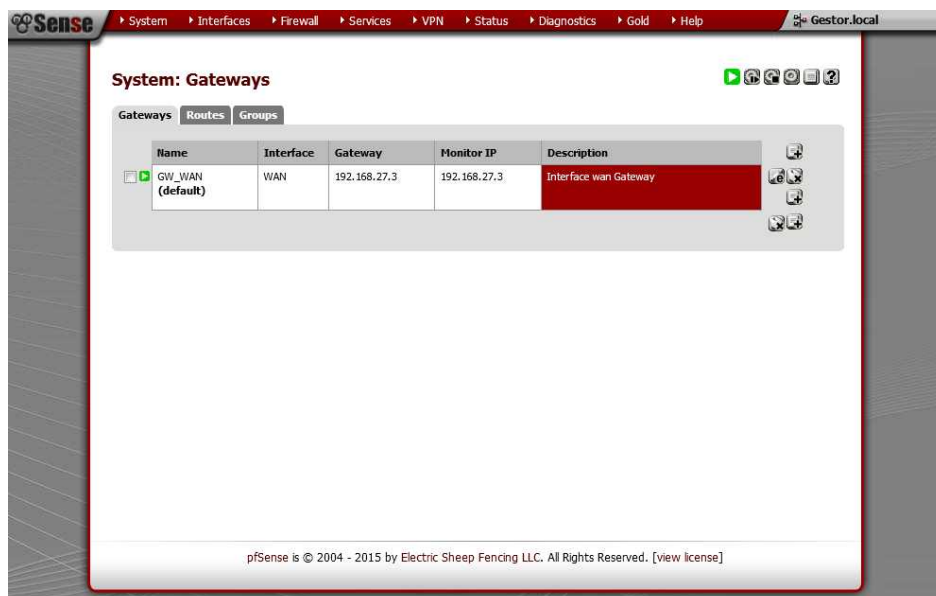 Sense System Interfaces Firewall Services VPN Status Diagnostics Gold Help Gestor.local
System: Gateways
Gateways Routes Groups
Name Interface Gateway Monitor IP Description
GW_WAN WAN 192.168.27.3 192.168.27.3 Interface wan Gateway
(default)
pfSense is © 2004 - 2015 by Electric Sheep Fencing LLC. All Rights Reserved. [view license]